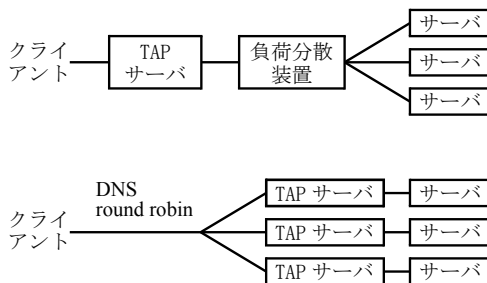 クライ
アント
TAP
サーバ
負荷分散
装置
サーバ
サーバ
サーバ
DNS
round robin
クライ
アント
TAP サーバ
サーバ
TAP サーバ
サーバ
TAP サーバ
サーバ